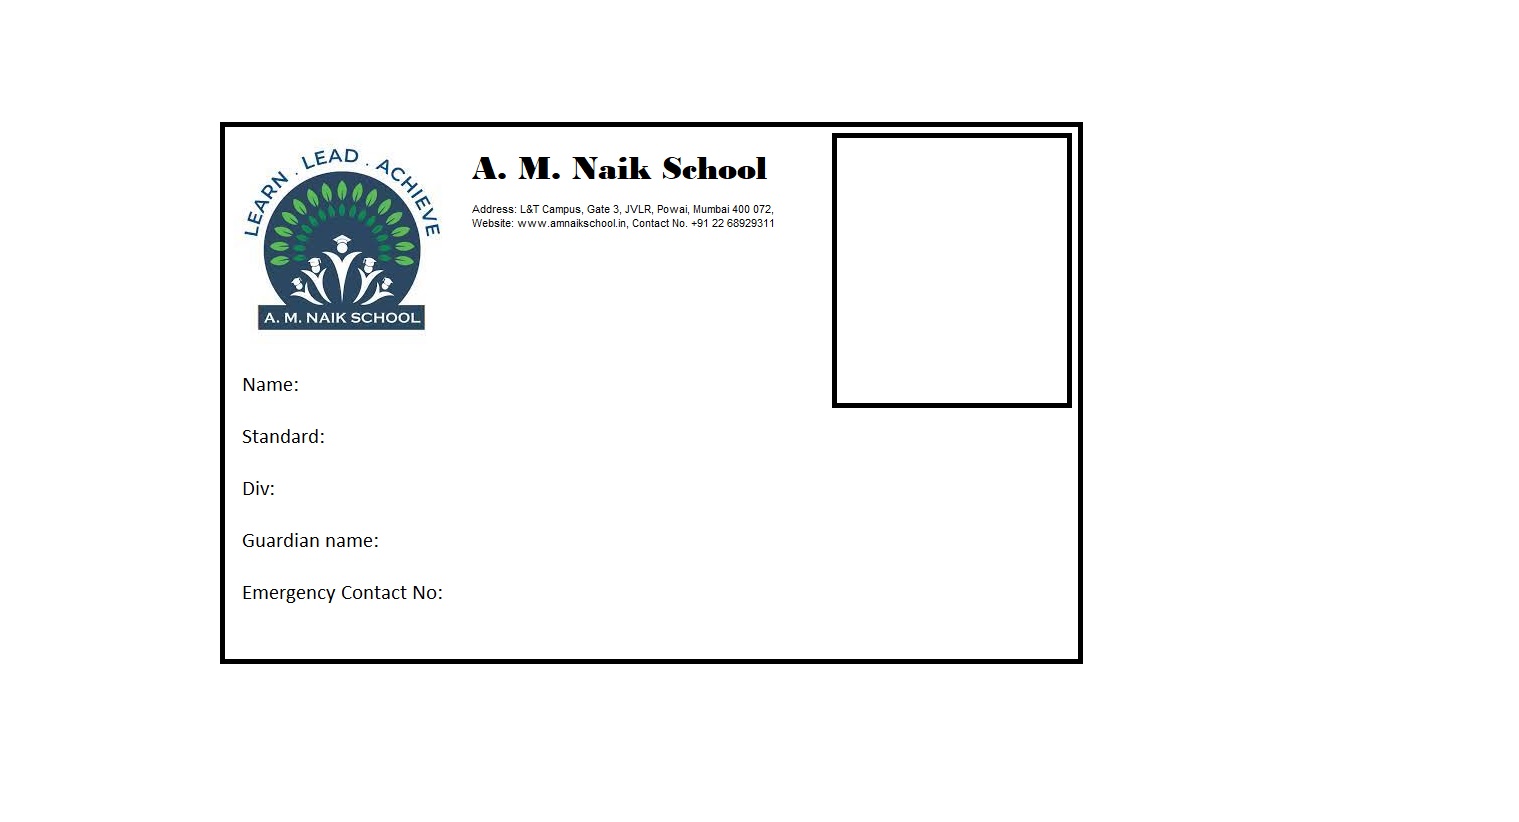 LEARN . LEAD . ACHIEVE
A. M. NAIK SCHOOL
A. M. Naik School
Address: L&T Campus, Gate 3, JVLR, Powai, Mumbai 400 072,
Website: www.amnaikschool.in, Contact No. +91 22 68929311
Name:
Standard:
Div:
Guardian name:
Emergency Contact No: